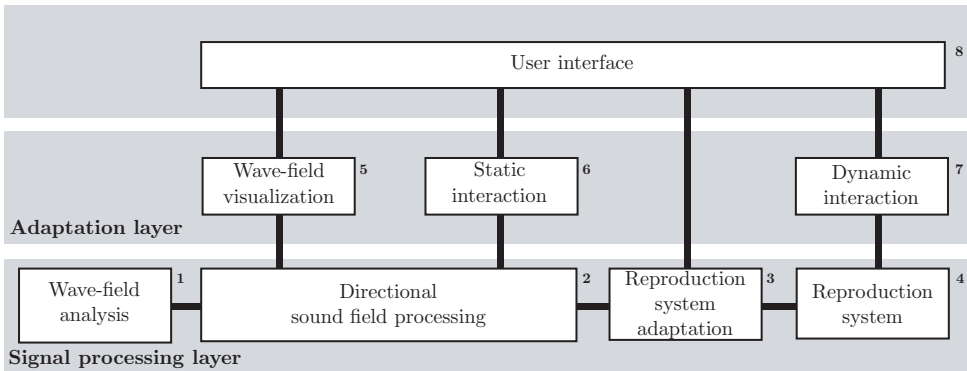 User interface
8
Wave-field
visualization
5
Static
interaction
6
Dynamic
interaction
7
Adaptation layer
Wave-field
analysis
1
Directional
sound field processing
2
Reproduction
system
adaptation
3
Reproduction
system
4
Signal processing layer